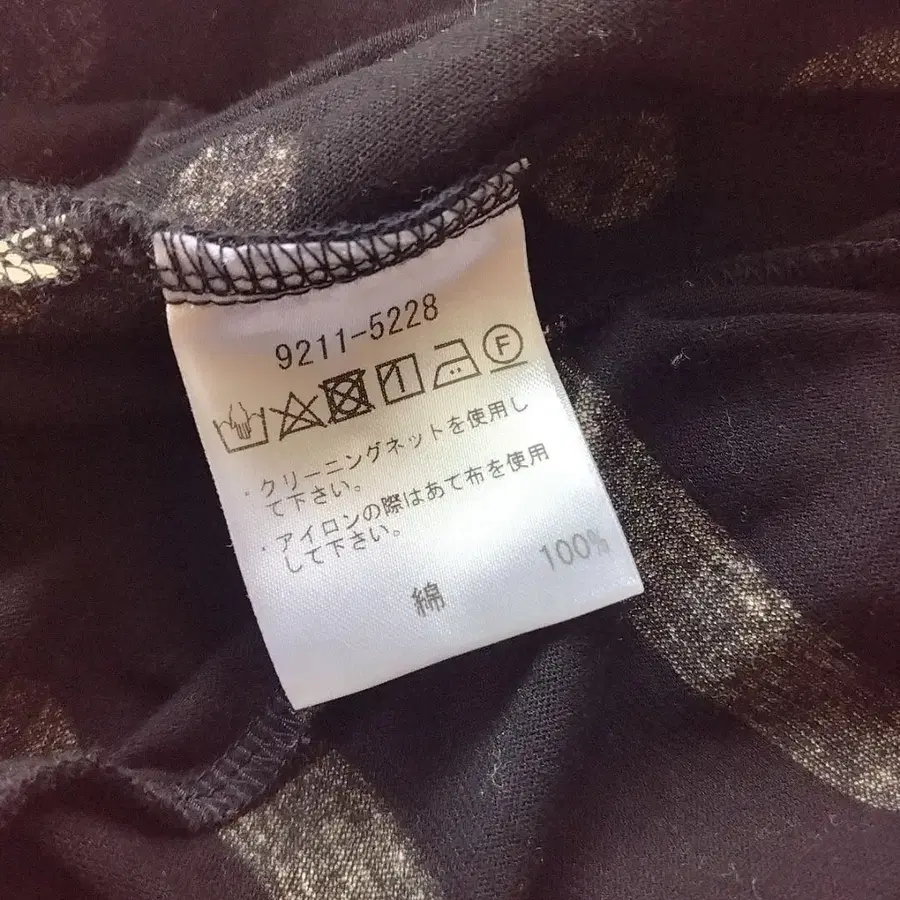 9211-5228
F
・クリーニングネットを使用し
て下さい。
・アイロンの際はあて布を使用
して下さい。
綿 100%